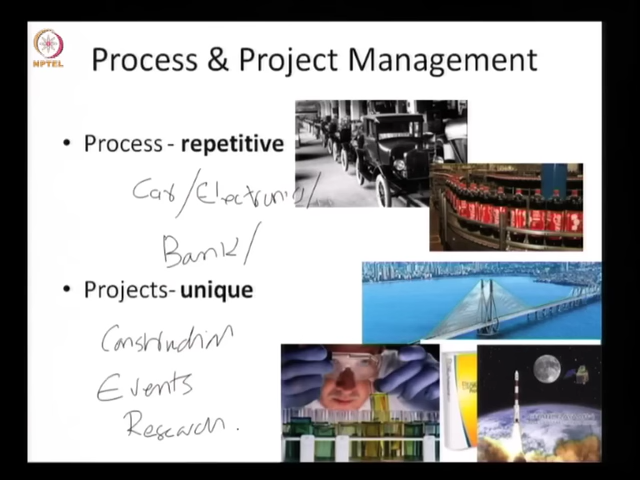 NPTEL
Process & Project Management
• Process - repetitive
Car/Electronic/
Bank/
• Projects- unique
Construction
Events
Research.